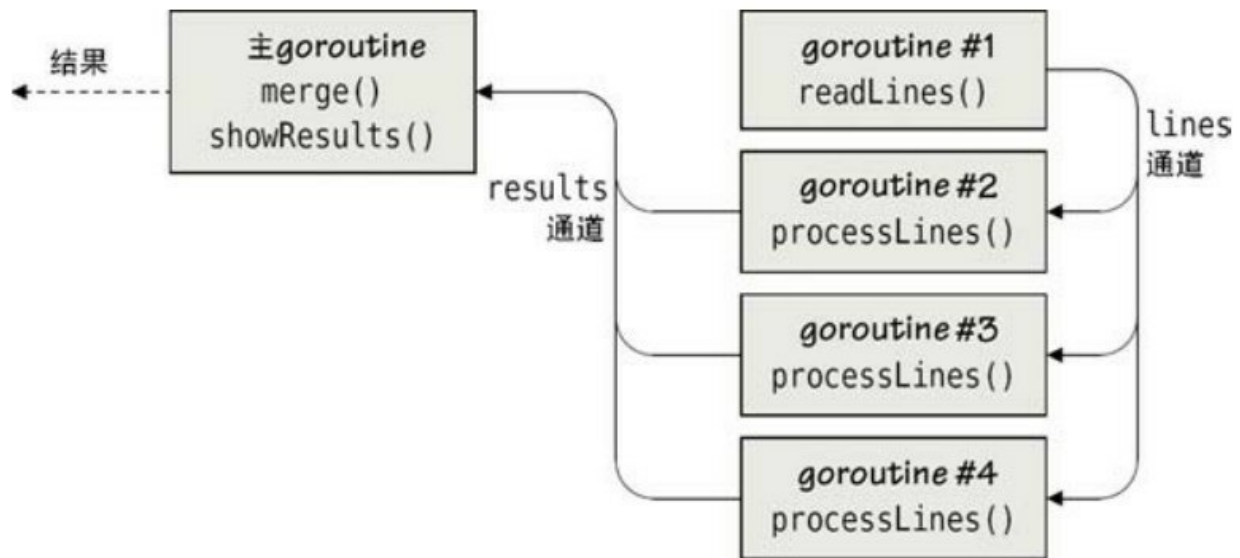 结果
主goroutine
merge()
showResults()
results
通道
goroutine #1
readLines()
lines
通道
goroutine #2
processLines()
goroutine #3
processLines()
goroutine #4
processLines()